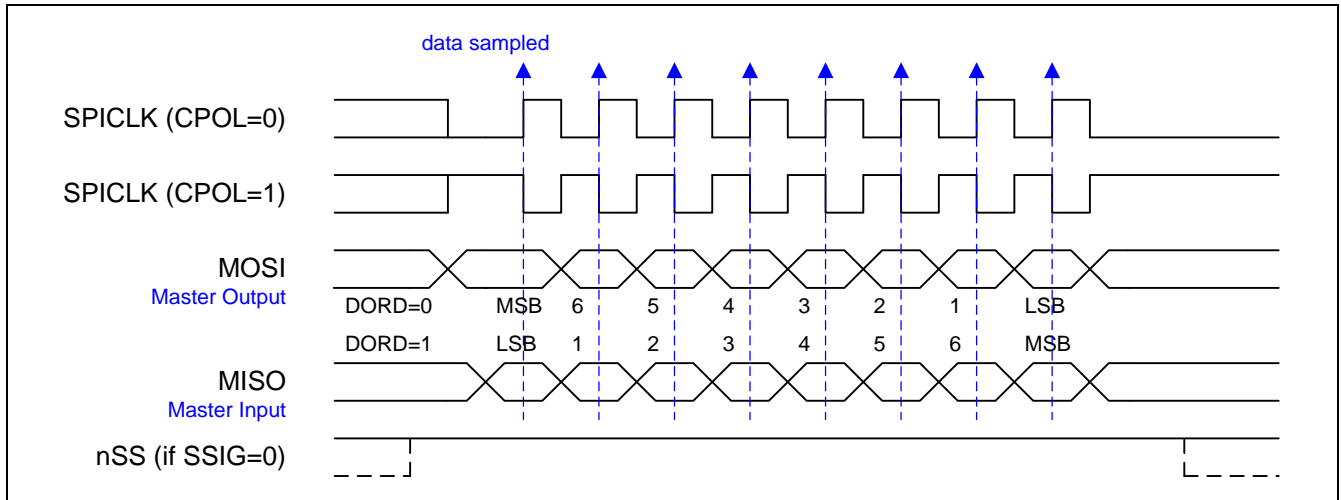 data sampled
SPICLK (CPOL=0)
SPICLK (CPOL=1)
MOSI
Master Output
DORD=0 MSB 6 5 4 3 2 1 LSB
DORD=1 LSB 1 2 3 4 5 6 MSB
MISO
Master Input
nSS (if SSIG=0)